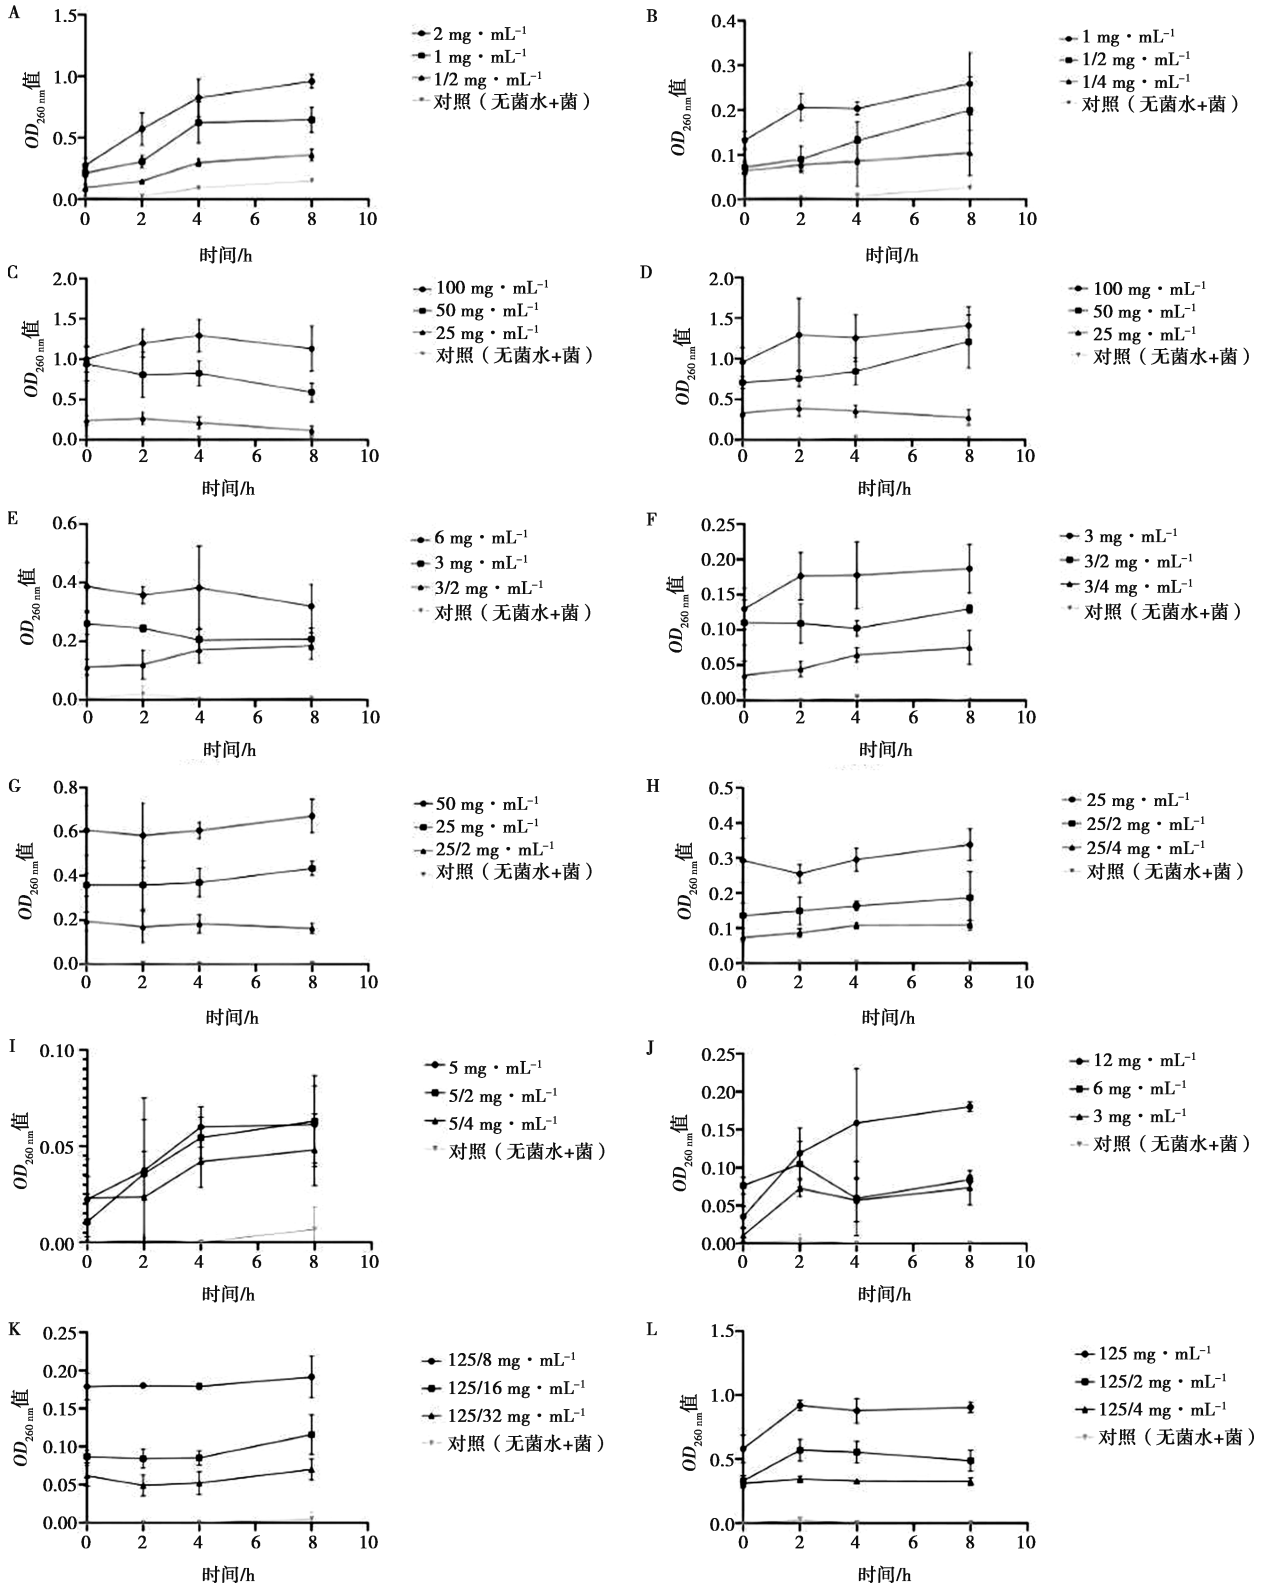 A
1.5
1.0
0.5
0.0
0 2 4 6 8 10
OD260 nm值
时间/h
2 mg·mL⁻¹
1 mg·mL⁻¹
1/2 mg·mL⁻¹
对照（无菌水+菌）
B
0.4
0.3
0.2
0.1
0.0
0 2 4 6 8 10
OD260 nm值
时间/h
1 mg·mL⁻¹
1/2 mg·mL⁻¹
1/4 mg·mL⁻¹
对照（无菌水+菌）
C
2.0
1.5
1.0
0.5
0.0
0 2 4 6 8 10
OD260 nm值
时间/h
100 mg·mL⁻¹
50 mg·mL⁻¹
25 mg·mL⁻¹
对照（无菌水+菌）
D
2.0
1.5
1.0
0.5
0.0
0 2 4 6 8 10
OD260 nm值
时间/h
100 mg·mL⁻¹
50 mg·mL⁻¹
25 mg·mL⁻¹
对照（无菌水+菌）
E
0.6
0.4
0.2
0.0
0 2 4 6 8 10
OD260 nm值
时间/h
6 mg·mL⁻¹
3 mg·mL⁻¹
3/2 mg·mL⁻¹
对照（无菌水+菌）
F
0.25
0.20
0.15
0.10
0.05
0.00
0 2 4 6 8 10
OD260 nm值
时间/h
3 mg·mL⁻¹
3/2 mg·mL⁻¹
3/4 mg·mL⁻¹
对照（无菌水+菌）
G
0.8
0.6
0.4
0.2
0.0
0 2 4 6 8 10
OD260 nm值
时间/h
50 mg·mL⁻¹
25 mg·mL⁻¹
25/2 mg·mL⁻¹
对照（无菌水+菌）
H
0.5
0.4
0.3
0.2
0.1
0.0
0 2 4 6 8 10
OD260 nm值
时间/h
25 mg·mL⁻¹
25/2 mg·mL⁻¹
25/4 mg·mL⁻¹
对照（无菌水+菌）
I
0.10
0.05
0.00
0 2 4 6 8 10
OD260 nm值
时间/h
5 mg·mL⁻¹
5/2 mg·mL⁻¹
5/4 mg·mL⁻¹
对照（无菌水+菌）
J
0.25
0.20
0.15
0.10
0.05
0.00
0 2 4 6 8 10
OD260 nm值
时间/h
12 mg·mL⁻¹
6 mg·mL⁻¹
3 mg·mL⁻¹
对照（无菌水+菌）
K
0.25
0.20
0.15
0.10
0.05
0.00
0 2 4 6 8 10
OD260 nm值
时间/h
125/8 mg·mL⁻¹
125/16 mg·mL⁻¹
125/32 mg·mL⁻¹
对照（无菌水+菌）
L
1.5
1.0
0.5
0.0
0 2 4 6 8 10
OD260 nm值
时间/h
125 mg·mL⁻¹
125/2 mg·mL⁻¹
125/4 mg·mL⁻¹
对照（无菌水+菌）